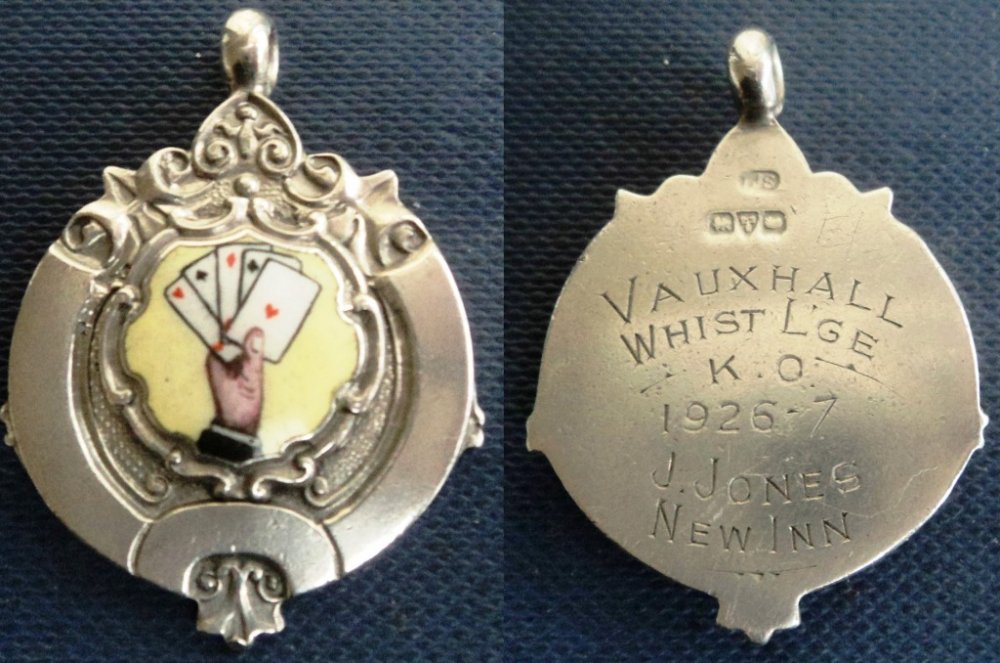 VAUXHALL
WHIST L'GE
K.O.
1926-7
J. JONES
NEW INN